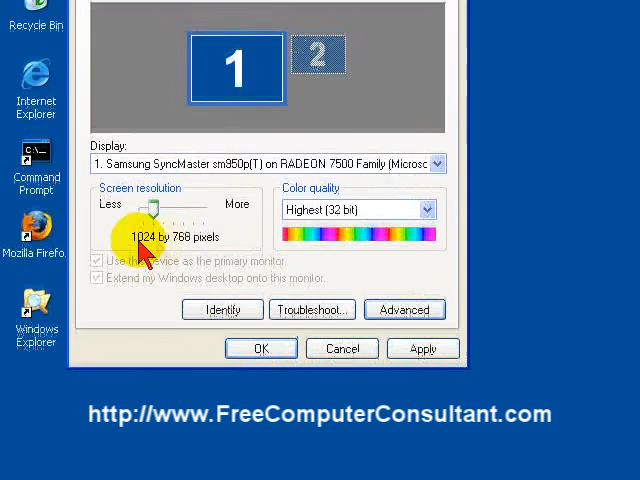 Recycle Bin
Internet
Explorer
C:\_
Command
Prompt
Mozilla Firefo
Windows
Explorer
1
2
Display:
1. Samsung SyncMaster sm950p(T) on RADEON 7500 Family (Microsc
Screen resolution
Less
More
1024 by 768 pixels
Color quality
Highest (32 bit)
Use this device as the primary monitor.
Extend my Windows desktop onto this monitor.
Identify
Troubleshoot...
Advanced
OK
Cancel
Apply
http://www.FreeComputerConsultant.com